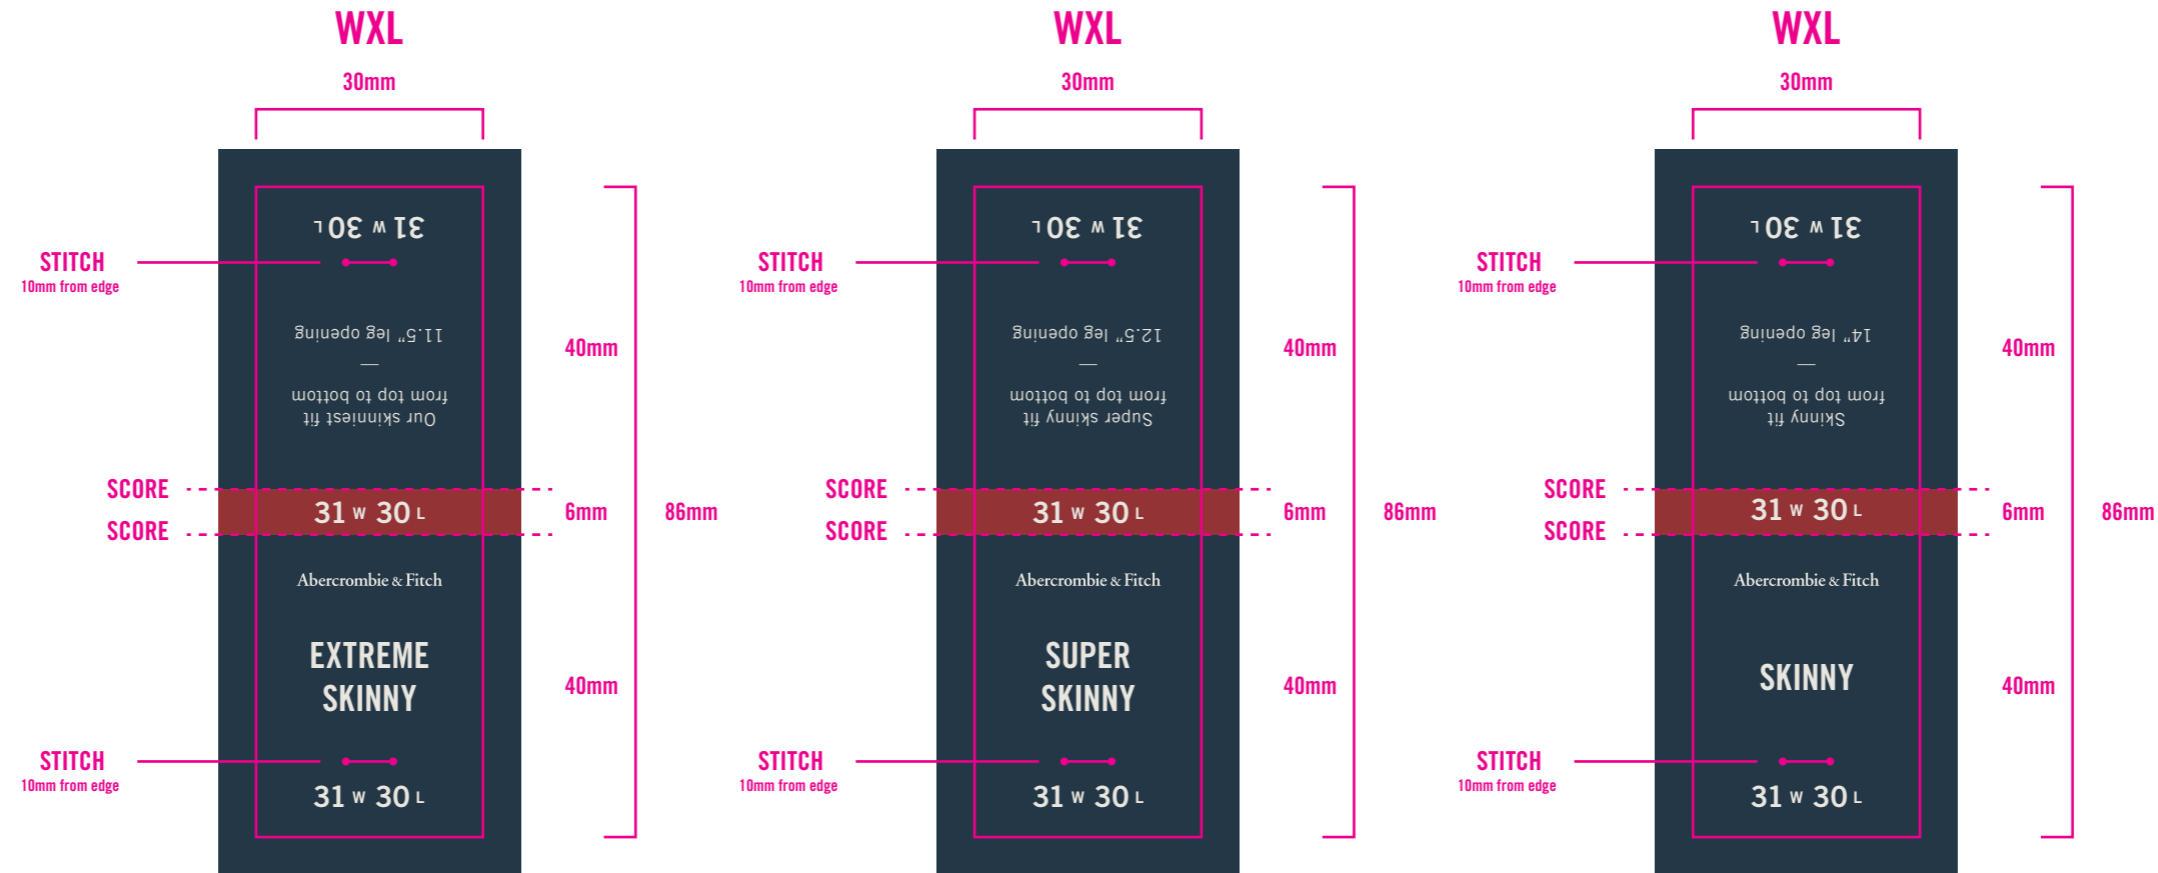 WXL
30mm
31 W 30 L
STITCH
10mm from edge
11.5” leg opening
—
Our skinniest fit
from top to bottom
40mm
SCORE
31 W 30 L
SCORE
6mm
86mm
Abercrombie & Fitch
EXTREME
SKINNY
40mm
STITCH
10mm from edge
31 W 30 L
WXL
30mm
31 W 30 L
STITCH
10mm from edge
12.5” leg opening
—
Super skinny fit
from top to bottom
40mm
SCORE
31 W 30 L
SCORE
6mm
86mm
Abercrombie & Fitch
SUPER
SKINNY
40mm
STITCH
10mm from edge
31 W 30 L
WXL
30mm
31 W 30 L
STITCH
10mm from edge
14” leg opening
—
Skinny fit
from top to bottom
40mm
SCORE
31 W 30 L
SCORE
6mm
86mm
Abercrombie & Fitch
SKINNY
40mm
STITCH
10mm from edge
31 W 30 L